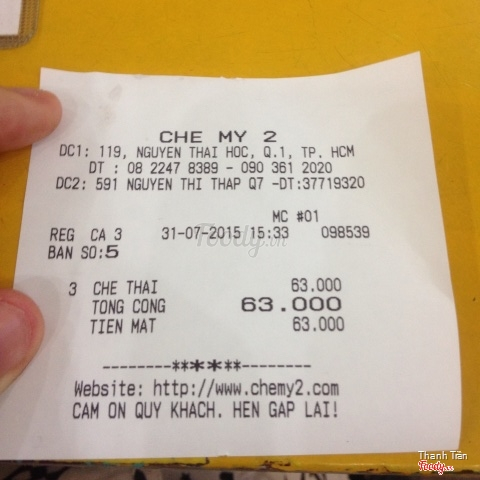 CHE MY 2
DC1: 119, NGUYEN THAI HOC, Q.1, TP. HCM
DT : 08 2247 8389 - 090 361 2020
DC2: 591 NGUYEN THI THAP Q7 -DT:37719320
MC #01
REG CA 3 31-07-2015 15:33 098539
Foody.vn
BAN SO:5
3 CHE THAI 63.000
TONG CONG 63.000
TIEN MAT 63.000
--------*******--------
Website: http://www.chemy2.com
CAM ON QUY KHACH. HEN GAP LAI!
Thanh Tần
Foody.vn